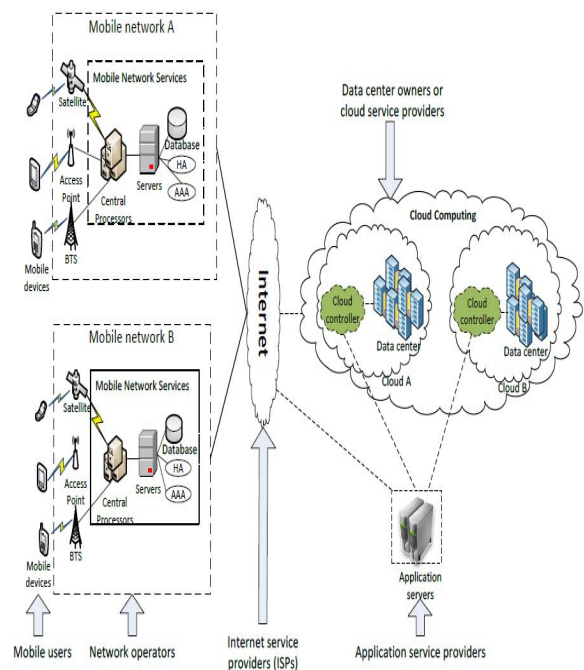 Mobile network A
Mobile Network Services
Satellite
Database
HA
AAA
Access
Point
Servers
Central
Processors
BTS
Mobile
devices
Mobile network B
Mobile Network Services
Satellite
Database
HA
AAA
Access
Point
Servers
Central
Processors
BTS
Mobile
devices
Mobile users
Network operators
Internet
Internet service
providers (ISPs)
Data center owners or
cloud service providers
Cloud Computing
Cloud
controller
Data center
Cloud A
Cloud
controller
Data center
Cloud B
Application
servers
Application service providers